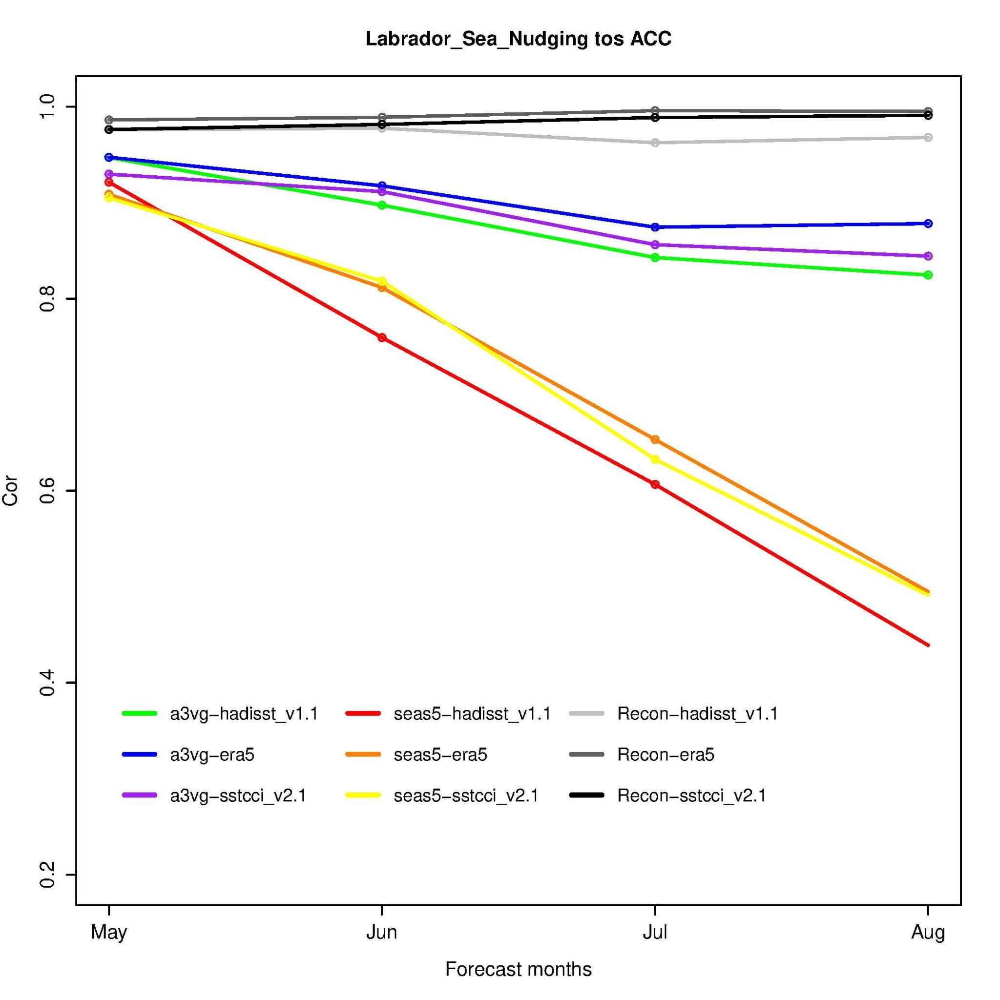 Labrador_Sea_Nudging tos ACC
Cor
1.0
0.8
0.6
0.4
0.2
a3vg-hadisst_v1.1 seas5-hadisst_v1.1 Recon-hadisst_v1.1
a3vg-era5 seas5-era5 Recon-era5
a3vg-sstcci_v2.1 seas5-sstcci_v2.1 Recon-sstcci_v2.1
May Jun Jul Aug
Forecast months